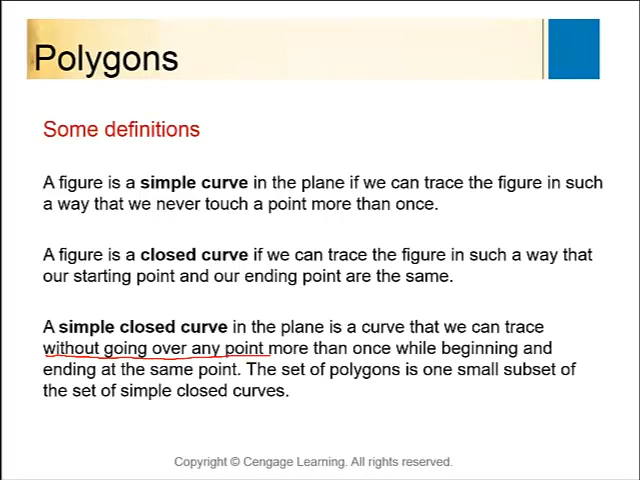 Polygons
Some definitions
A figure is a simple curve in the plane if we can trace the figure in such
a way that we never touch a point more than once.
A figure is a closed curve if we can trace the figure in such a way that
our starting point and our ending point are the same.
A simple closed curve in the plane is a curve that we can trace
without going over any point more than once while beginning and
ending at the same point. The set of polygons is one small subset of
the set of simple closed curves.
Copyright © Cengage Learning. All rights reserved.